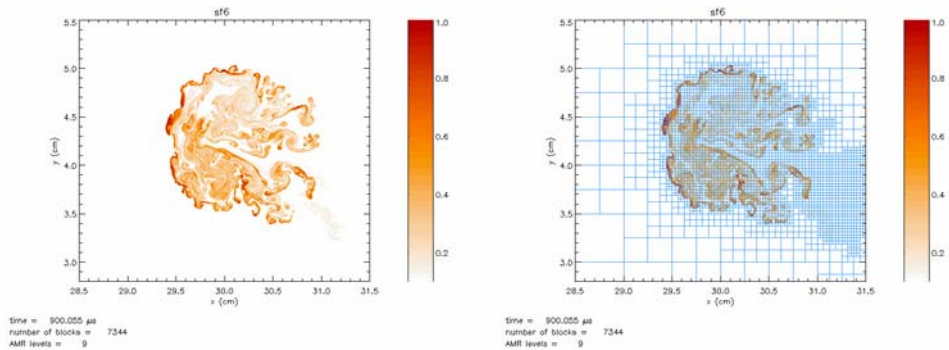 sf6
5.5
5.0
4.5
4.0
3.5
3.0
y (cm)
28.5 29.0 29.5 30.0 30.5 31.0 31.5
x (cm)
1.0
0.8
0.6
0.4
0.2
time = 900.055 μs
number of blocks = 7344
AMR levels = 9
sf6
5.5
5.0
4.5
4.0
3.5
3.0
y (cm)
28.5 29.0 29.5 30.0 30.5 31.0 31.5
x (cm)
1.0
0.8
0.6
0.4
0.2
time = 900.055 μs
number of blocks = 7344
AMR levels = 9